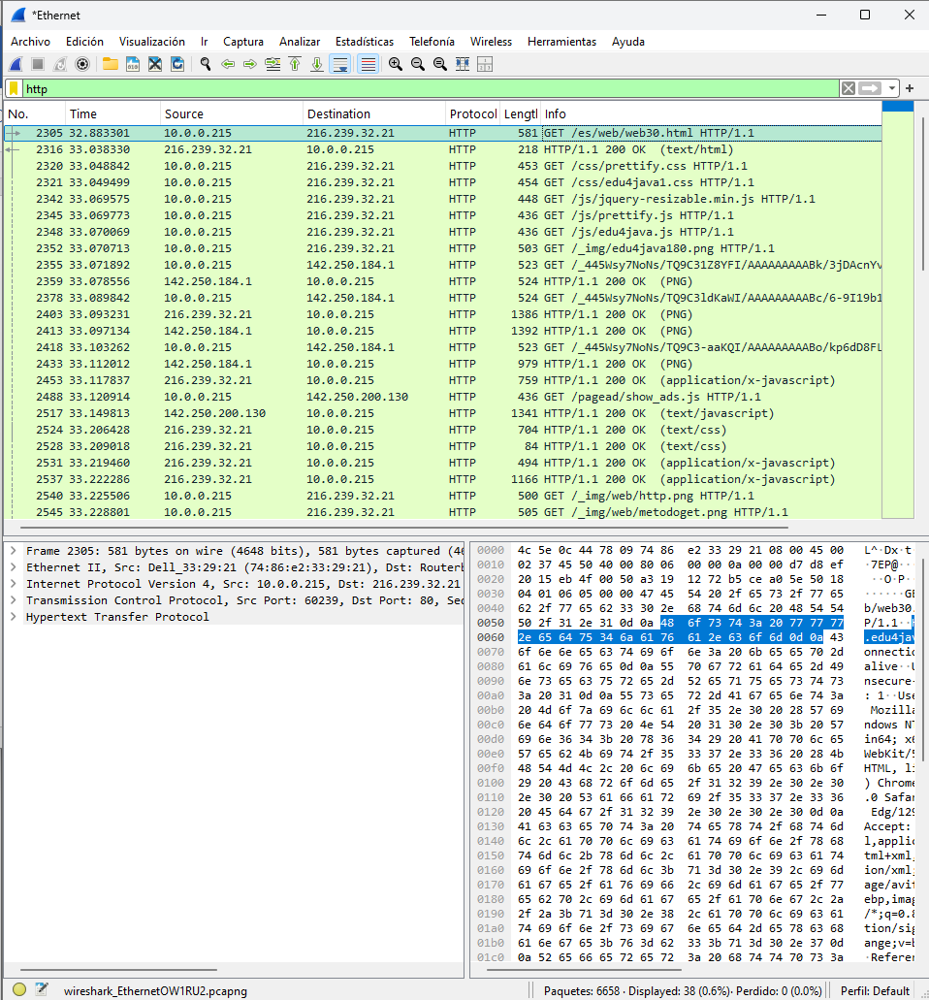 *Ethernet
Archivo Edición Visualización Ir Captura Analizar Estadísticas Telefonía Wireless Herramientas Ayuda
http
No. Time Source Destination Protocol Lengtl Info
2305 32.883301 10.0.0.215 216.239.32.21 HTTP 581 GET /es/web/web30.html HTTP/1.1
2316 33.038330 216.239.32.21 10.0.0.215 HTTP 218 HTTP/1.1 200 OK (text/html)
2320 33.048842 10.0.0.215 216.239.32.21 HTTP 453 GET /css/prettify.css HTTP/1.1
2321 33.049499 10.0.0.215 216.239.32.21 HTTP 454 GET /css/edu4java1.css HTTP/1.1
2342 33.069575 10.0.0.215 216.239.32.21 HTTP 448 GET /js/jquery-resizable.min.js HTTP/1.1
2345 33.069773 10.0.0.215 216.239.32.21 HTTP 436 GET /js/prettify.js HTTP/1.1
2348 33.070069 10.0.0.215 216.239.32.21 HTTP 436 GET /js/edu4java.js HTTP/1.1
2352 33.070713 10.0.0.215 216.239.32.21 HTTP 503 GET /_img/edu4java180.png HTTP/1.1
2355 33.071892 10.0.0.215 142.250.184.1 HTTP 523 GET /_445Wsy7NoNs/TQ9C31Z8YFI/AAAAAAAAABk/3jDAcnYv
2359 33.078556 142.250.184.1 10.0.0.215 HTTP 524 HTTP/1.1 200 OK (PNG)
2378 33.089842 10.0.0.215 142.250.184.1 HTTP 524 GET /_445Wsy7NoNs/TQ9C3ldKaWI/AAAAAAAAABc/6-9I19b1
2403 33.093231 216.239.32.21 10.0.0.215 HTTP 1386 HTTP/1.1 200 OK (PNG)
2413 33.097134 142.250.184.1 10.0.0.215 HTTP 1392 HTTP/1.1 200 OK (PNG)
2418 33.103262 10.0.0.215 142.250.184.1 HTTP 523 GET /_445Wsy7NoNs/TQ9C3-aaKQI/AAAAAAAAABo/kp6dD8FL
2433 33.112012 142.250.184.1 10.0.0.215 HTTP 979 HTTP/1.1 200 OK (PNG)
2453 33.117837 216.239.32.21 10.0.0.215 HTTP 759 HTTP/1.1 200 OK (application/x-javascript)
2488 33.120914 10.0.0.215 142.250.200.130 HTTP 436 GET /pagead/show_ads.js HTTP/1.1
2517 33.149813 142.250.200.130 10.0.0.215 HTTP 1341 HTTP/1.1 200 OK (text/javascript)
2524 33.206428 216.239.32.21 10.0.0.215 HTTP 704 HTTP/1.1 200 OK (text/css)
2528 33.209018 216.239.32.21 10.0.0.215 HTTP 84 HTTP/1.1 200 OK (text/css)
2531 33.219460 216.239.32.21 10.0.0.215 HTTP 494 HTTP/1.1 200 OK (application/x-javascript)
2537 33.222286 216.239.32.21 10.0.0.215 HTTP 1166 HTTP/1.1 200 OK (application/x-javascript)
2540 33.225506 10.0.0.215 216.239.32.21 HTTP 500 GET /_img/web/http.png HTTP/1.1
2545 33.228801 10.0.0.215 216.239.32.21 HTTP 505 GET /_img/web/metodoget.png HTTP/1.1
Frame 2305: 581 bytes on wire (4648 bits), 581 bytes captured (46
Ethernet II, Src: Dell_33:29:21 (74:86:e2:33:29:21), Dst: Routerb
Internet Protocol Version 4, Src: 10.0.0.215, Dst: 216.239.32.21
Transmission Control Protocol, Src Port: 60239, Dst Port: 80, Sec
Hypertext Transfer Protocol
0000 4c 5e 0c 44 78 09 74 86 e2 33 29 21 08 00 45 00 L^·Dx·t
0010 02 37 45 50 40 00 80 06 00 00 0a 00 00 d7 d8 ef ·7EP@···
0020 20 15 eb 4f 00 50 a3 19 12 72 b5 ce a0 5e 50 18 ··O·P··
0030 04 01 06 05 00 00 47 45 54 20 2f 65 73 2f 77 65 ······GE
0040 62 2f 77 65 62 33 30 2e 68 74 6d 6c 20 48 54 54 b/web30.
0050 50 2f 31 2e 31 0d 0a 48 6f 73 74 3a 20 77 77 77 P/1.1··H
0060 2e 65 64 75 34 6a 61 76 61 2e 63 6f 6d 0d 0a 43 .edu4jav
0070 6f 6e 6e 65 63 74 69 6f 6e 3a 20 6b 65 65 70 2d onnectio
0080 61 6c 69 76 65 0d 0a 55 70 67 72 61 64 65 2d 49 alive··U
0090 6e 73 65 63 75 72 65 2d 52 65 71 75 65 73 74 73 nsecure-
00a0 3a 20 31 0d 0a 55 73 65 72 2d 41 67 65 6e 74 3a : 1··Use
00b0 20 4d 6f 7a 69 6c 6c 61 2f 35 2e 30 20 28 57 69 Mozilla
00c0 6e 64 6f 77 73 20 4e 54 20 31 30 2e 30 3b 20 57 ndows NT
00d0 69 6e 36 34 3b 20 78 36 34 29 20 41 70 70 6c 65 in64; x6
00e0 57 65 62 4b 69 74 2f 35 33 37 2e 33 36 20 28 4b WebKit/5
00f0 48 54 4d 4c 2c 20 6c 69 6b 65 20 47 65 63 6b 6f HTML, li
0100 29 20 43 68 72 6f 6d 65 2f 31 32 39 2e 30 2e 30 ) Chrome
0110 2e 30 20 53 61 66 61 72 69 2f 35 33 37 2e 33 36 .0 Safar
0120 20 45 64 67 2f 31 32 39 2e 30 2e 30 2e 30 0d 0a Edg/129
0130 41 63 63 65 70 74 3a 20 74 65 78 74 2f 68 74 6d Accept:
0140 6c 2c 61 70 70 6c 69 63 61 74 69 6f 6e 2f 78 68 l,applic
0150 74 6d 6c 2b 78 6d 6c 2c 61 70 70 6c 69 63 61 74 tml+xml,
0160 69 6f 6e 2f 78 6d 6c 3b 71 3d 30 2e 39 2c 69 6d ion/xml;
0170 61 67 65 2f 61 76 69 66 2c 69 6d 61 67 65 2f 77 age/avif
0180 65 62 70 2c 69 6d 61 67 65 2f 61 70 6e 67 2c 2a ebp,imag
0190 2f 2a 3b 71 3d 30 2e 38 2c 61 70 70 6c 69 63 61 /*;q=0.8
01a0 74 69 6f 6e 2f 73 69 67 6e 65 64 2d 65 78 63 68 tion/sig
01b0 61 6e 67 65 3b 76 3d 62 33 3b 71 3d 30 2e 37 0d ange;v=b
01c0 0a 52 65 66 65 72 65 72 3a 20 68 74 74 70 73 3a ·Referer
wireshark_EthernetOW1RU2.pcapng Paquetes: 6658 · Displayed: 38 (0.6%) · Perdido: 0 (0.0%) Perfil: Default